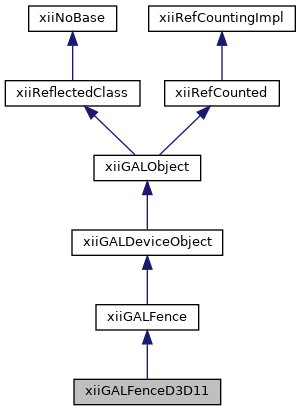 xiiNoBase
xiiRefCountingImpl
xiiReflectedClass
xiiRefCounted
xiiGALObject
xiiGALDeviceObject
xiiGALFence
xiiGALFenceD3D11